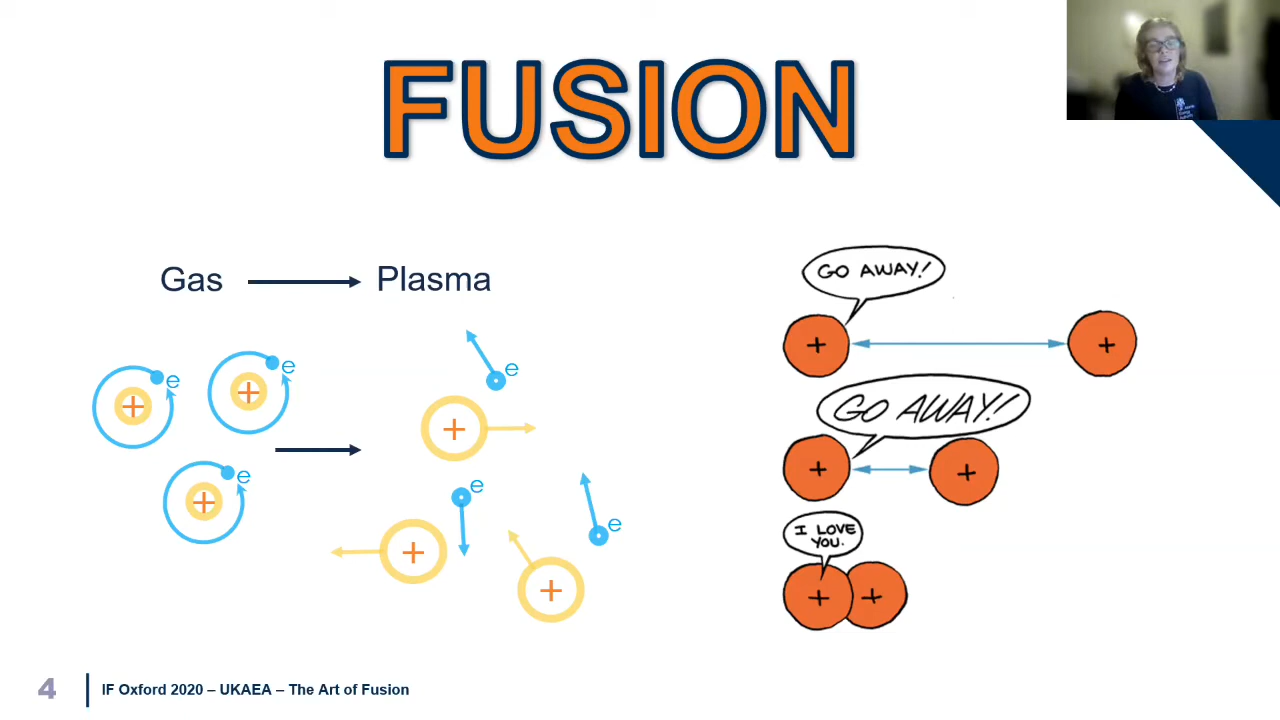 FUSION
Gas
Plasma
e
e
e
+
+
+
e
e
e
+
+
+
GO AWAY!
+
+
GO AWAY!
+
+
I LOVE
YOU.
+
+
4
IF Oxford 2020 – UKAEA – The Art of Fusion